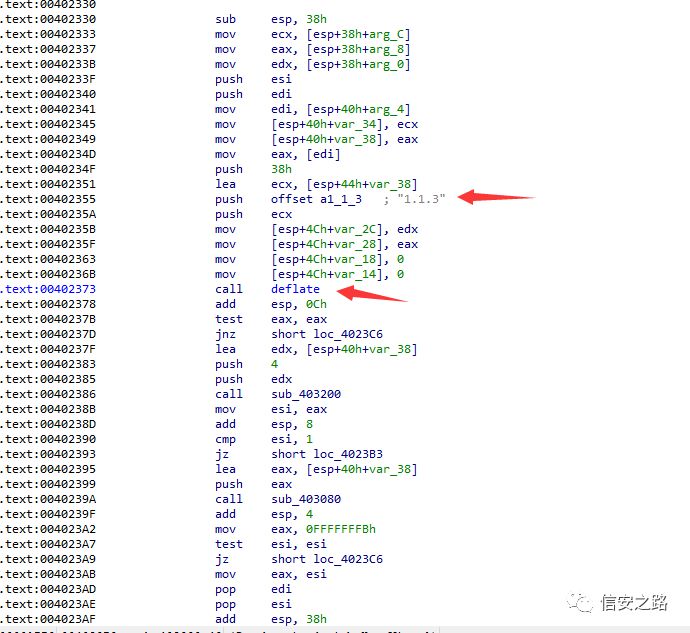 .text:00402330
.text:00402330 sub esp, 38h
.text:00402333 mov ecx, [esp+38h+arg_C]
.text:00402337 mov eax, [esp+38h+arg_8]
.text:0040233B mov edx, [esp+38h+arg_0]
.text:0040233F push esi
.text:00402340 push edi
.text:00402341 mov edi, [esp+40h+arg_4]
.text:00402345 mov [esp+40h+var_34], ecx
.text:00402349 mov [esp+40h+var_38], eax
.text:0040234D mov eax, [edi]
.text:0040234F push 38h
.text:00402351 lea ecx, [esp+44h+var_38]
.text:00402355 push offset a1_1_3 ; "1.1.3"
.text:0040235A push ecx
.text:0040235B mov [esp+4Ch+var_2C], edx
.text:0040235F mov [esp+4Ch+var_28], eax
.text:00402363 mov [esp+4Ch+var_18], 0
.text:0040236B mov [esp+4Ch+var_14], 0
.text:00402373 call deflate
.text:00402378 add esp, 0Ch
.text:0040237B test eax, eax
.text:0040237D jnz short loc_4023C6
.text:0040237F lea edx, [esp+40h+var_38]
.text:00402383 push 4
.text:00402385 push edx
.text:00402386 call sub_403200
.text:0040238B mov esi, eax
.text:0040238D add esp, 8
.text:00402390 cmp esi, 1
.text:00402393 jz short loc_4023B3
.text:00402395 lea eax, [esp+40h+var_38]
.text:00402399 push eax
.text:0040239A call sub_403080
.text:0040239F add esp, 4
.text:004023A2 mov eax, 0FFFFFFFBh
.text:004023A7 test esi, esi
.text:004023A9 jz short loc_4023C6
.text:004023AB mov eax, esi
.text:004023AD pop edi
.text:004023AE pop esi
.text:004023AF add esp, 38h
信安之路